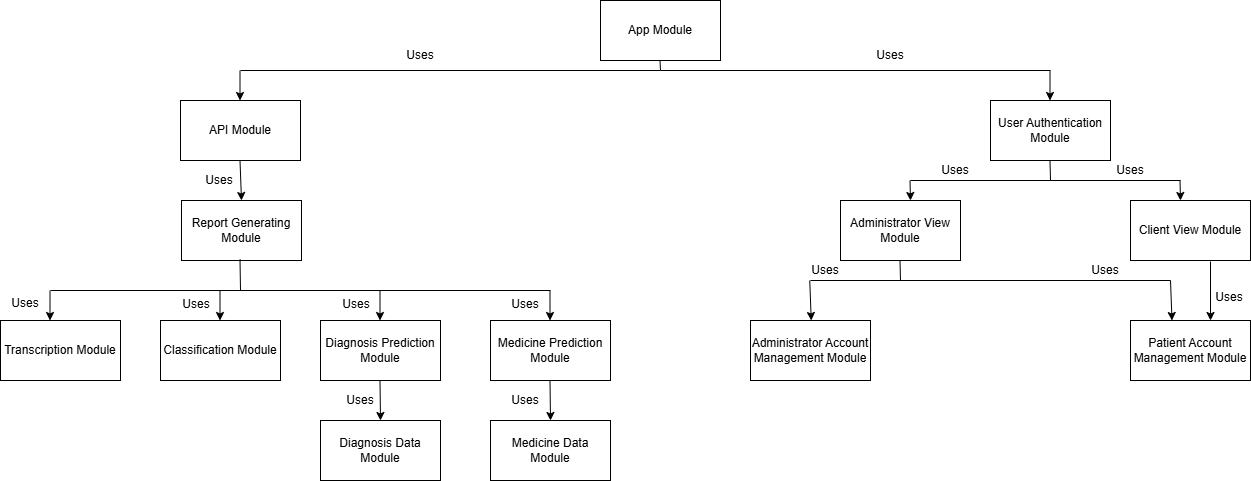 App Module
Uses
Uses
API Module
User Authentication
Module
Uses
Uses
Uses
Report Generating
Module
Administrator View
Module
Client View Module
Uses
Uses
Uses
Uses
Uses
Uses
Uses
Transcription Module
Classification Module
Diagnosis Prediction
Module
Medicine Prediction
Module
Administrator Account
Management Module
Patient Account
Management Module
Uses
Uses
Diagnosis Data
Module
Medicine Data
Module